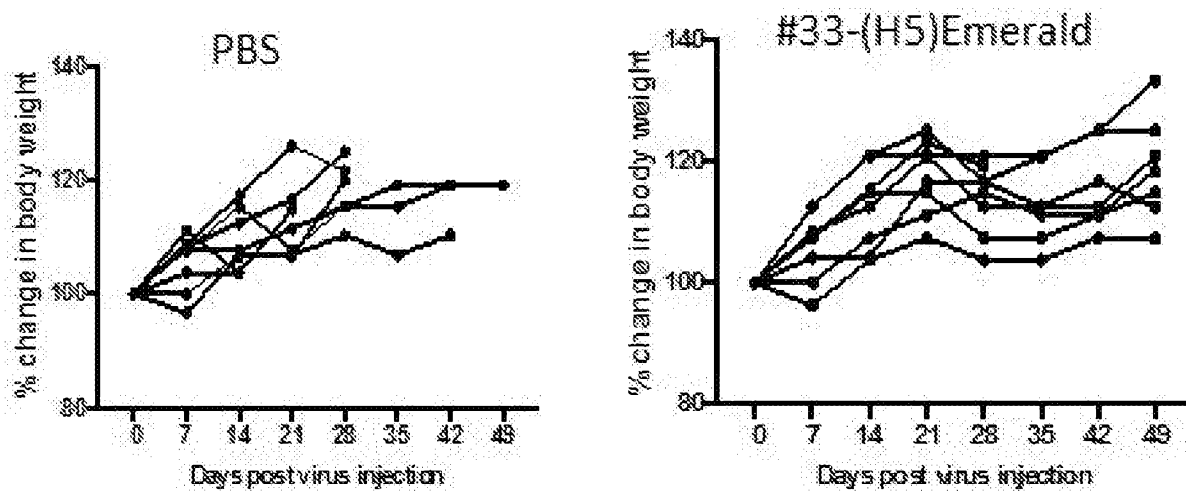 PBS
% change in body weight
140
120
100
80
0 7 14 21 28 35 42 49
Days post virus injection
#33-(H5)Emerald
% change in body weight
140
120
100
80
0 7 14 21 28 35 42 49
Days post virus injection